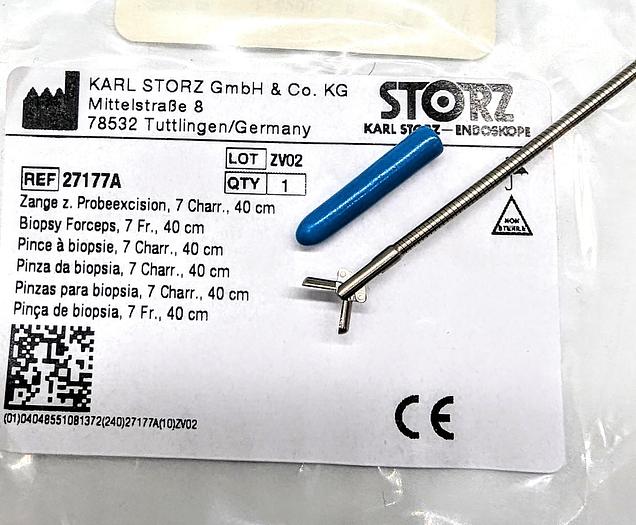 KARL STORZ GmbH & Co. KG
Mittelstraße 8
78532 Tuttlingen/Germany
STORZ
KARL STORZ — ENDOSKOPE
LOT ZV02
REF 27177A
QTY 1
Zange z. Probeexcision, 7 Charr., 40 cm
Biopsy Forceps, 7 Fr., 40 cm
Pince à biopsie, 7 Charr., 40 cm
Pinza da biopsia, 7 Charr., 40 cm
Pinzas para biopsia, 7 Charr., 40 cm
Pinça de biopsia, 7 Fr., 40 cm
NON
STERILE
(01)04048551081372(240)27177A(10)ZV02
CE